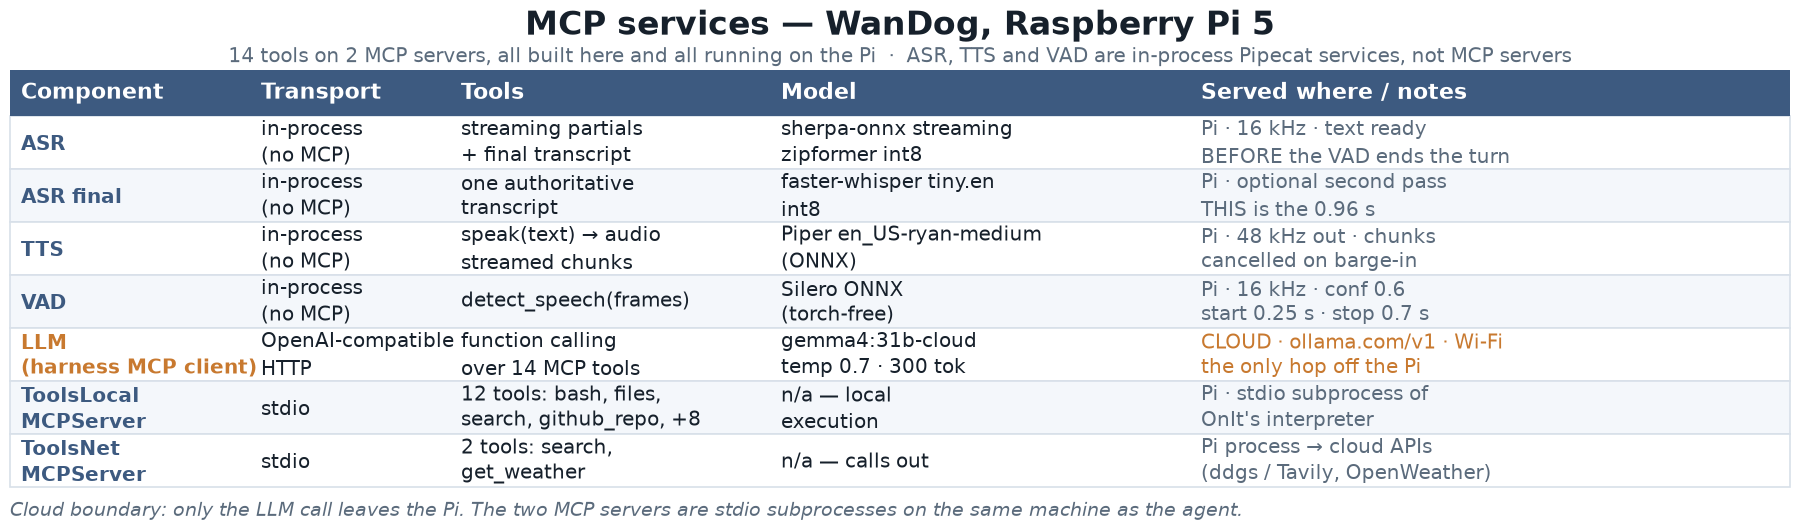 MCP services — WanDog, Raspberry Pi 5
14 tools on 2 MCP servers, all built here and all running on the Pi · ASR, TTS and VAD are in-process Pipecat services, not MCP servers
Component Transport Tools Model Served where / notes
ASR
in-process
(no MCP)
streaming partials
+ final transcript
sherpa-onnx streaming
zipformer int8
Pi · 16 kHz · text ready
BEFORE the VAD ends the turn
ASR final
in-process
(no MCP)
one authoritative
transcript
faster-whisper tiny.en
int8
Pi · optional second pass
THIS is the 0.96 s
TTS
in-process
(no MCP)
speak(text) → audio
streamed chunks
Piper en_US-ryan-medium
(ONNX)
Pi · 48 kHz out · chunks
cancelled on barge-in
VAD
in-process
(no MCP)
detect_speech(frames)
Silero ONNX
(torch-free)
Pi · 16 kHz · conf 0.6
start 0.25 s · stop 0.7 s
LLM
(harness MCP client)
OpenAI-compatible
HTTP
function calling
over 14 MCP tools
gemma4:31b-cloud
temp 0.7 · 300 tok
CLOUD · ollama.com/v1 · Wi-Fi
the only hop off the Pi
ToolsLocal
MCPServer
stdio
12 tools: bash, files,
search, github_repo, +8
n/a — local
execution
Pi · stdio subprocess of
OnIt's interpreter
ToolsNet
MCPServer
stdio
2 tools: search,
get_weather
n/a — calls out
Pi process → cloud APIs
(ddgs / Tavily, OpenWeather)
Cloud boundary: only the LLM call leaves the Pi. The two MCP servers are stdio subprocesses on the same machine as the agent.